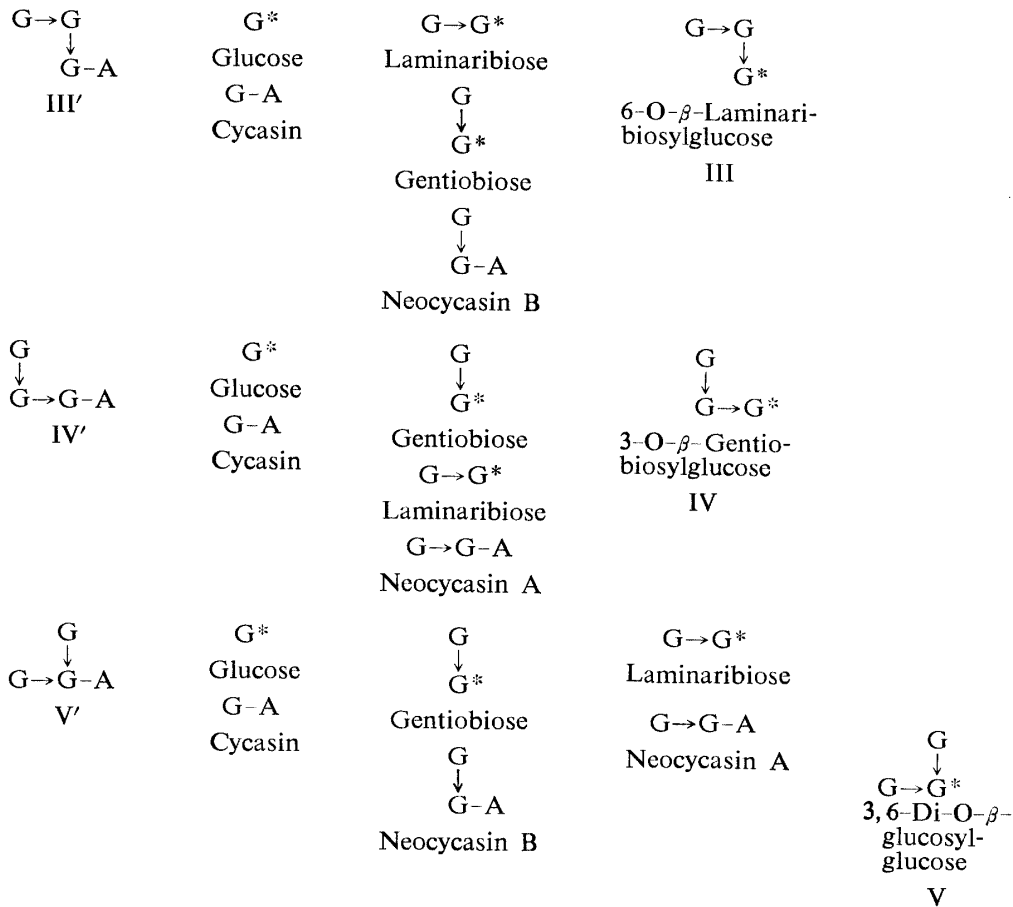 G→G G* G→G* G→G
↓ Glucose Laminaribiose ↓
G-A G-A G G*
III′ Cycasin ↓ 6-O-β-Laminari-
G* biosylglucose
Gentiobiose III
G
↓
G-A
Neocycasin B
G G* G G
↓ Glucose ↓ ↓
G→G-A G-A G* G→G*
IV′ Cycasin Gentiobiose 3-O-β-Gentio-
G→G* biosylglucose
Laminaribiose IV
G→G-A
Neocycasin A
G G* G G→G*
↓ Glucose ↓ Laminaribiose
G→G-A G-A G* G→G-A
V′ Cycasin Gentiobiose Neocycasin A
G G
↓ ↓
G-A G→G*
Neocycasin B 3,6-Di-O-β-
glucosyl-
glucose
V